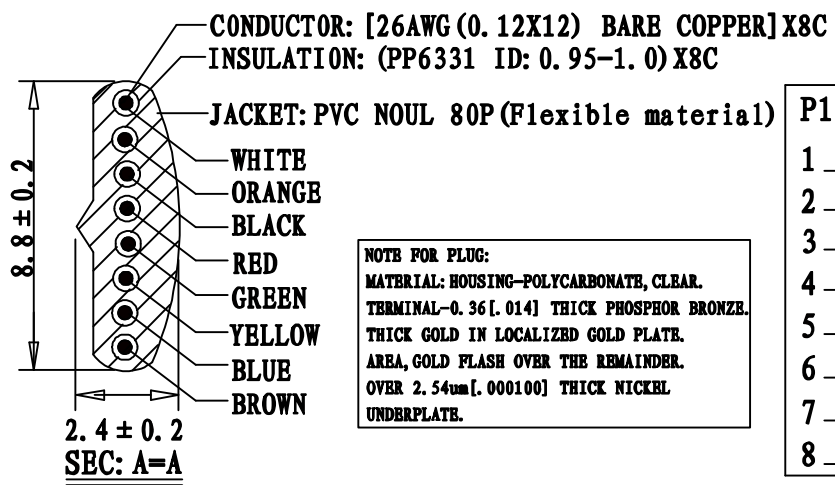 CONDUCTOR: [26AWG(0.12X12) BARE COPPER]X8C
INSULATION: (PP6331 ID:0.95-1.0)X8C
JACKET: PVC NOUL 80P(Flexible material)
WHITE
ORANGE
BLACK
RED
GREEN
YELLOW
BLUE
BROWN
8.8±0.2
2.4±0.2
SEC: A=A
NOTE FOR PLUG:
MATERIAL: HOUSING-POLYCARBONATE, CLEAR.
TERMINAL-0.36[.014] THICK PHOSPHOR BRONZE.
THICK GOLD IN LOCALIZED GOLD PLATE.
AREA, GOLD FLASH OVER THE REMAINDER.
OVER 2.54um[.000100] THICK NICKEL
UNDERPLATE.
P1
1
2
3
4
5
6
7
8